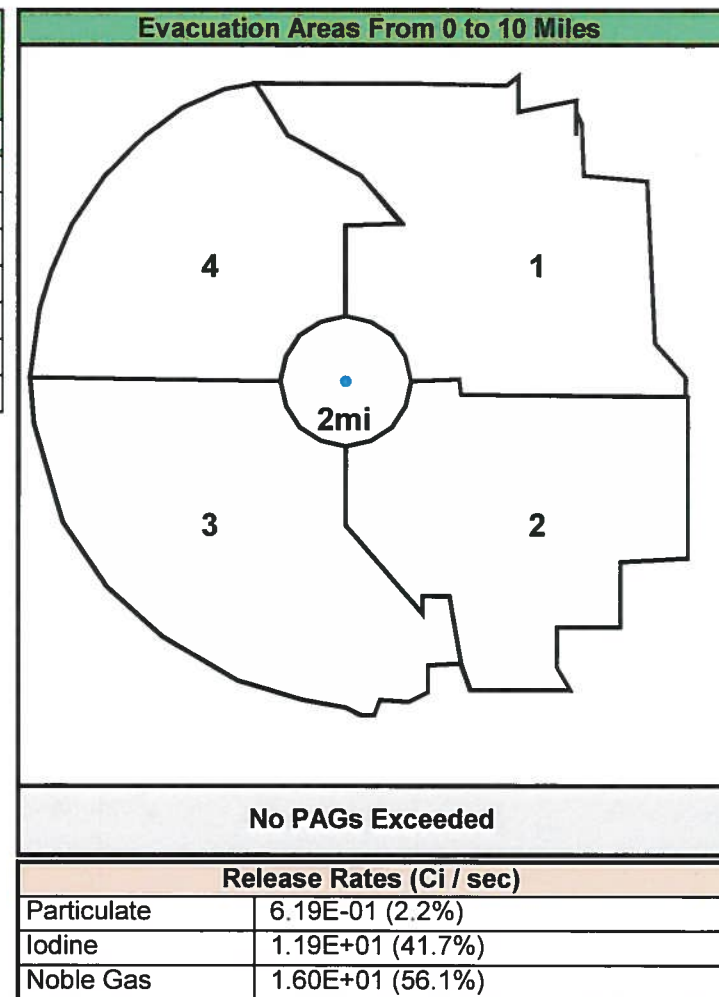 Evacuation Areas From 0 to 10 Miles
4
1
2mi
3
2
No PAGs Exceeded
Release Rates (Ci / sec)
Particulate 6.19E-01 (2.2%)
Iodine 1.19E+01 (41.7%)
Noble Gas 1.60E+01 (56.1%)